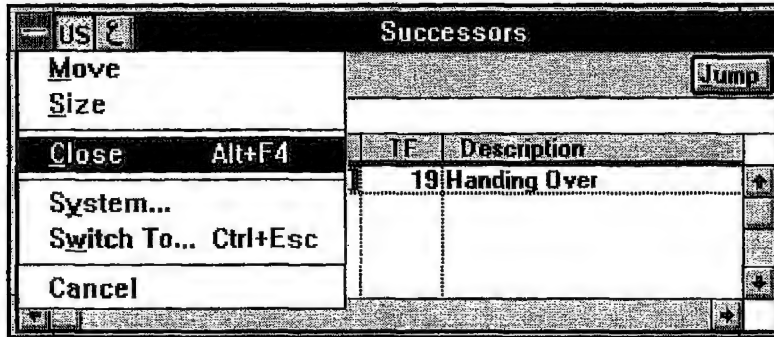 US Successors
Move
Jump
Size
Close Alt+F4 TF Description
19 Handing Over
System...
Switch To... Ctrl+Esc
Cancel